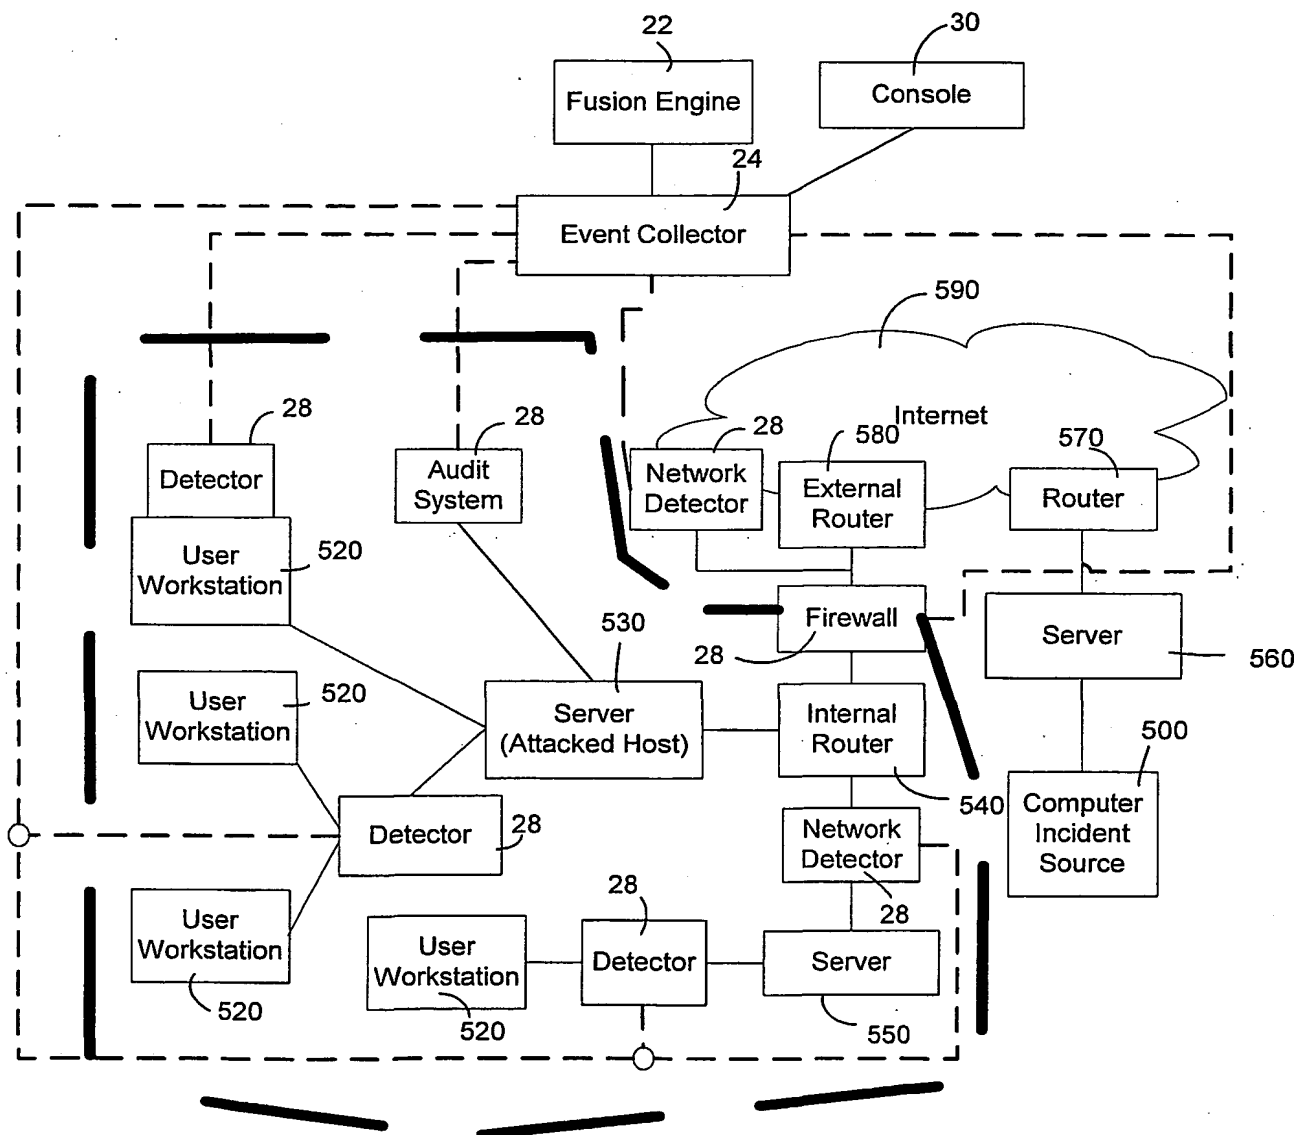 22
30
Fusion Engine
Console
24
Event Collector
590
Internet
28
Detector
28
Audit
System
28
Network
Detector
580
External
Router
570
Router
User
Workstation
520
530
Firewall
28
Server
560
User
Workstation
520
Server
(Attacked Host)
Internal
Router
540
500
Computer
Incident
Source
Detector
28
Network
Detector
28
User
Workstation
520
User
Workstation
520
28
Detector
Server
550